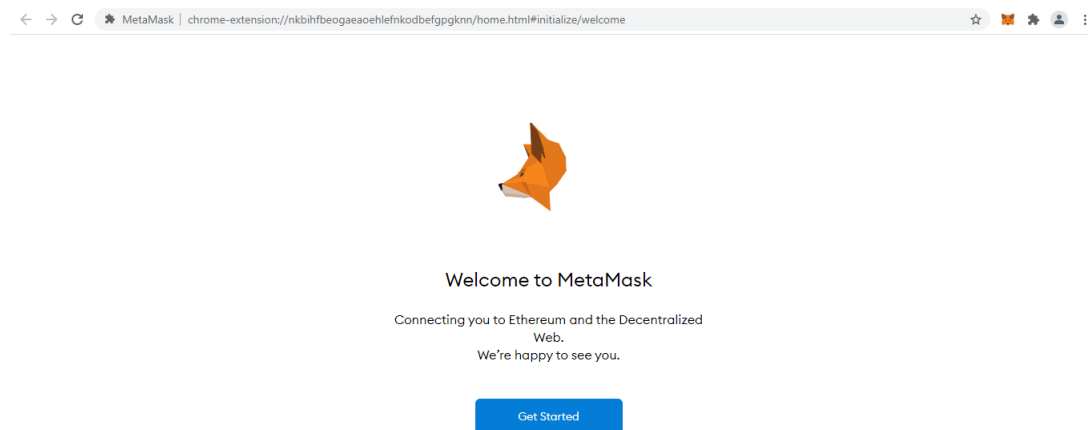 MetaMask | chrome-extension://nkbihfbeogaeaoehlefnkodbefgpgknn/home.html#initialize/welcome
Welcome to MetaMask
Connecting you to Ethereum and the Decentralized
Web.
We're happy to see you.
Get Started